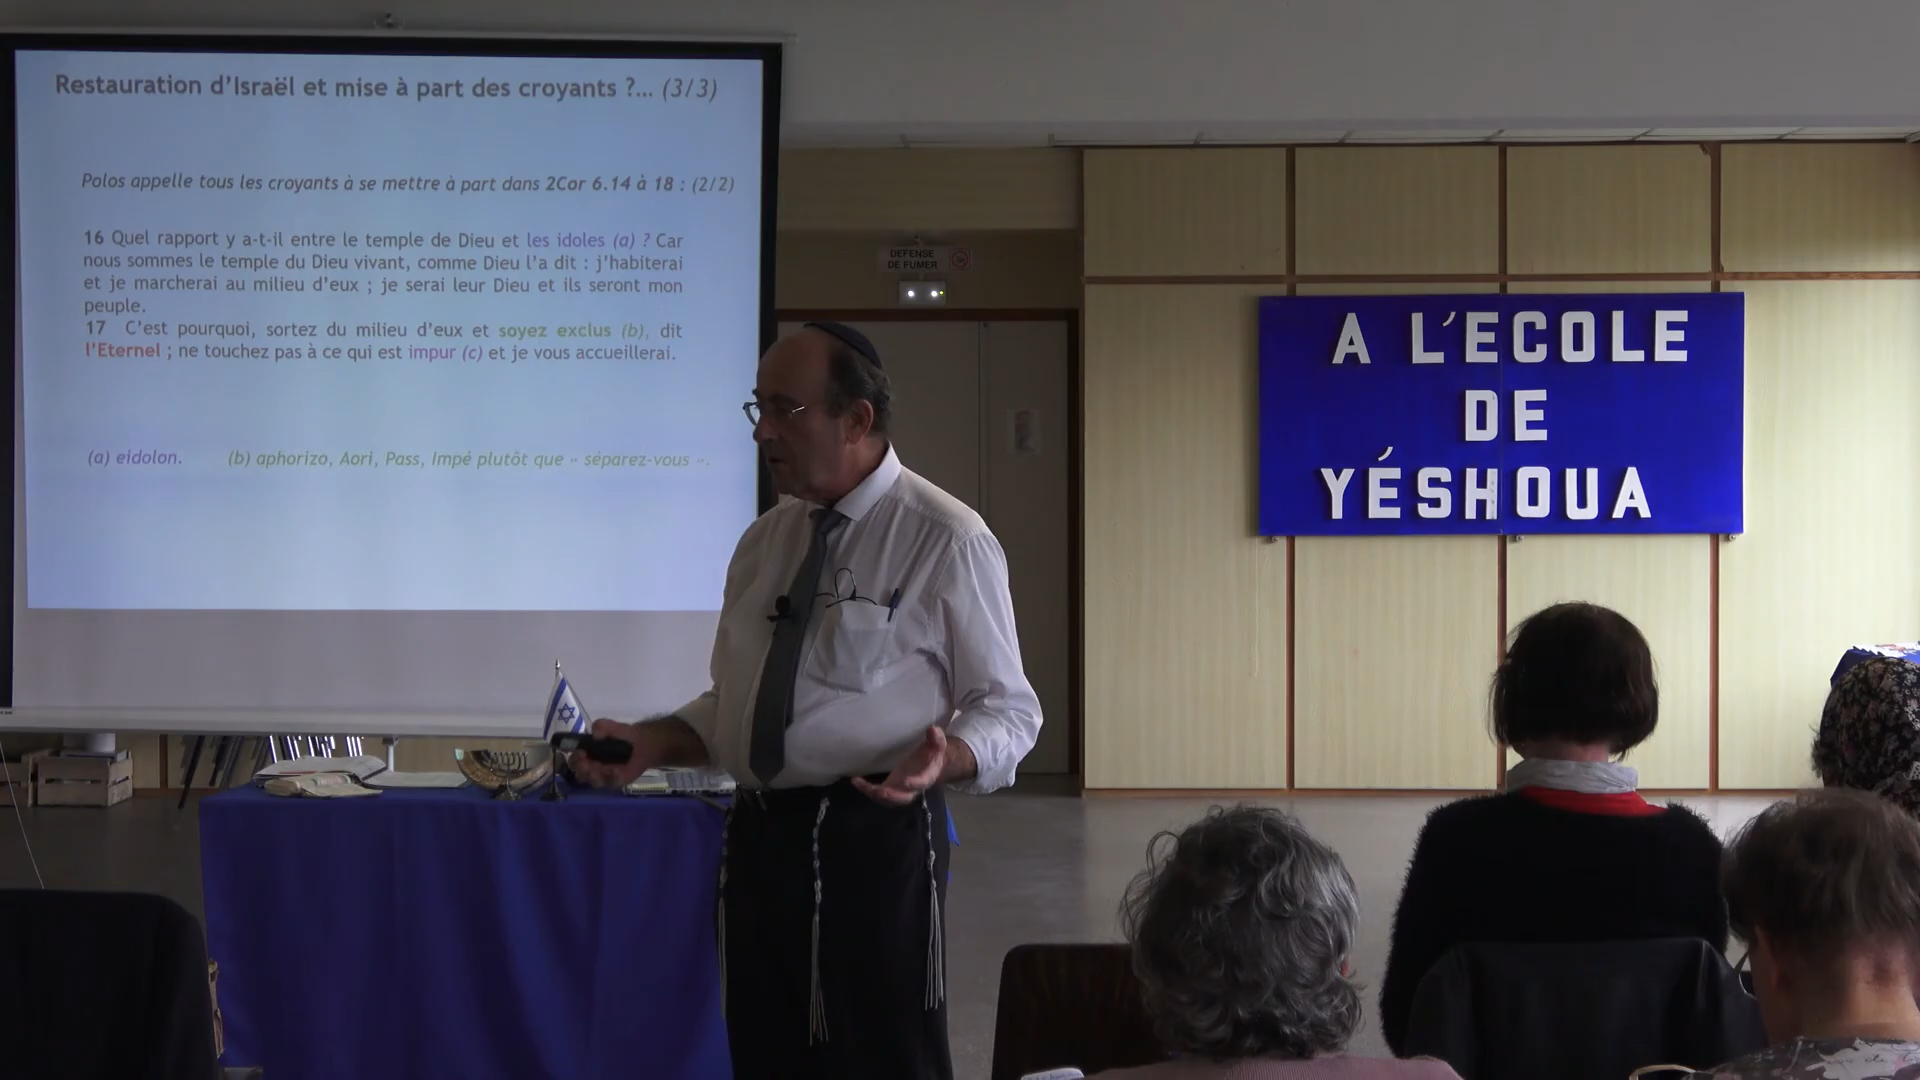 Restauration d'Israël et mise à part des croyants ?... (3/3)
Polos appelle tous les croyants à se mettre à part dans 2Cor 6.14 à 18 : (2/2)
16 Quel rapport y a-t-il entre le temple de Dieu et les idoles (a) ? Car
nous sommes le temple du Dieu vivant, comme Dieu l'a dit : j'habiterai
et je marcherai au milieu d'eux ; je serai leur Dieu et ils seront mon
peuple.
17 C'est pourquoi, sortez du milieu d'eux et soyez exclus (b), dit
l'Eternel ; ne touchez pas à ce qui est impur (c) et je vous accueillerai.
(a) eidolon. (b) aphorizo, Aori, Pass, Impé plutôt que « séparez-vous ».
DEFENSE
DE FUMER
A L'ECOLE
DE
YÉSHOUA